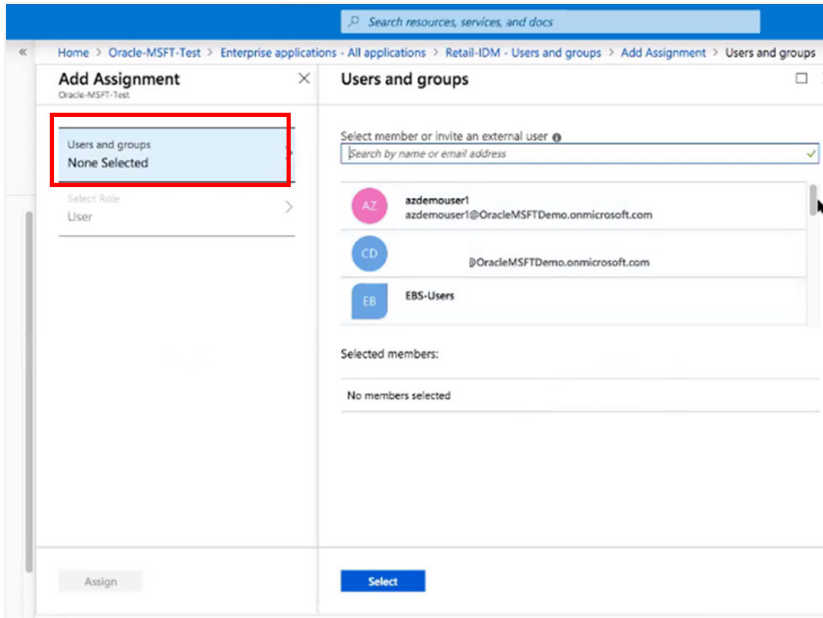 Search resources, services, and docs
« Home > Oracle-MSFT-Test > Enterprise applications - All applications > Retail-IDM - Users and groups > Add Assignment > Users and groups
Add Assignment
Oracle-MSFT-Test
Users and groups
None Selected
Select Role
User
Assign
Users and groups
Select member or invite an external user
Search by name or email address
AZ
azdemouser1
azdemouser1@OracleMSFTDemo.onmicrosoft.com
CD
@OracleMSFTDemo.onmicrosoft.com
EB
EBS-Users
Selected members:
No members selected
Select